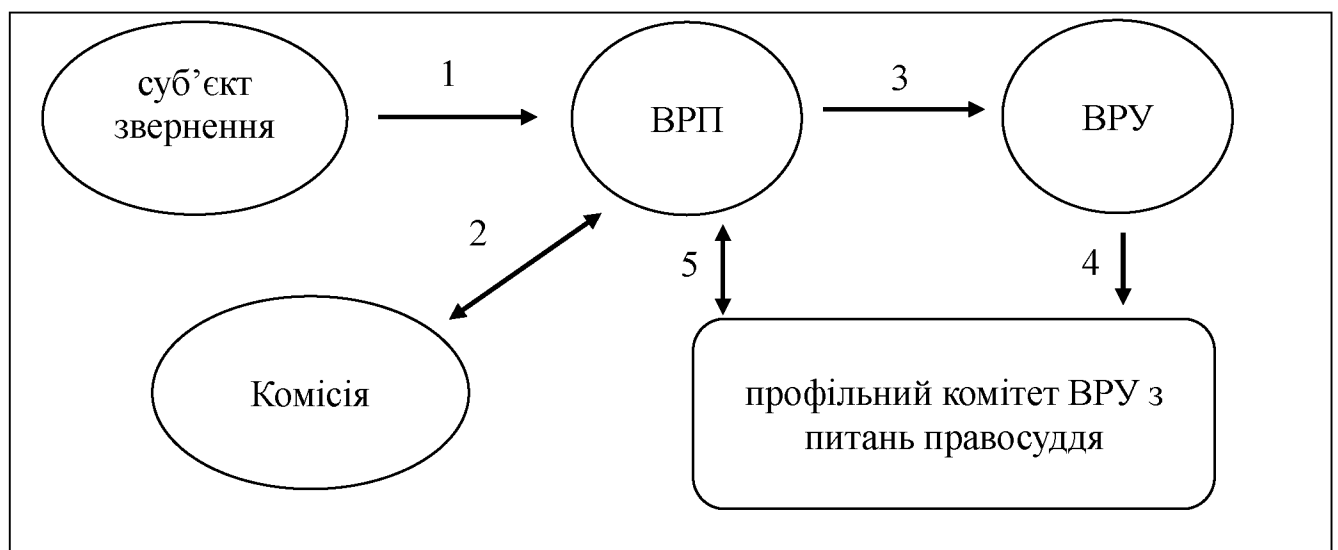 суб’єкт
звернення
1
ВРП
3
ВРУ
2
5
4
Комісія
профільний комітет ВРУ з
питань правосуддя